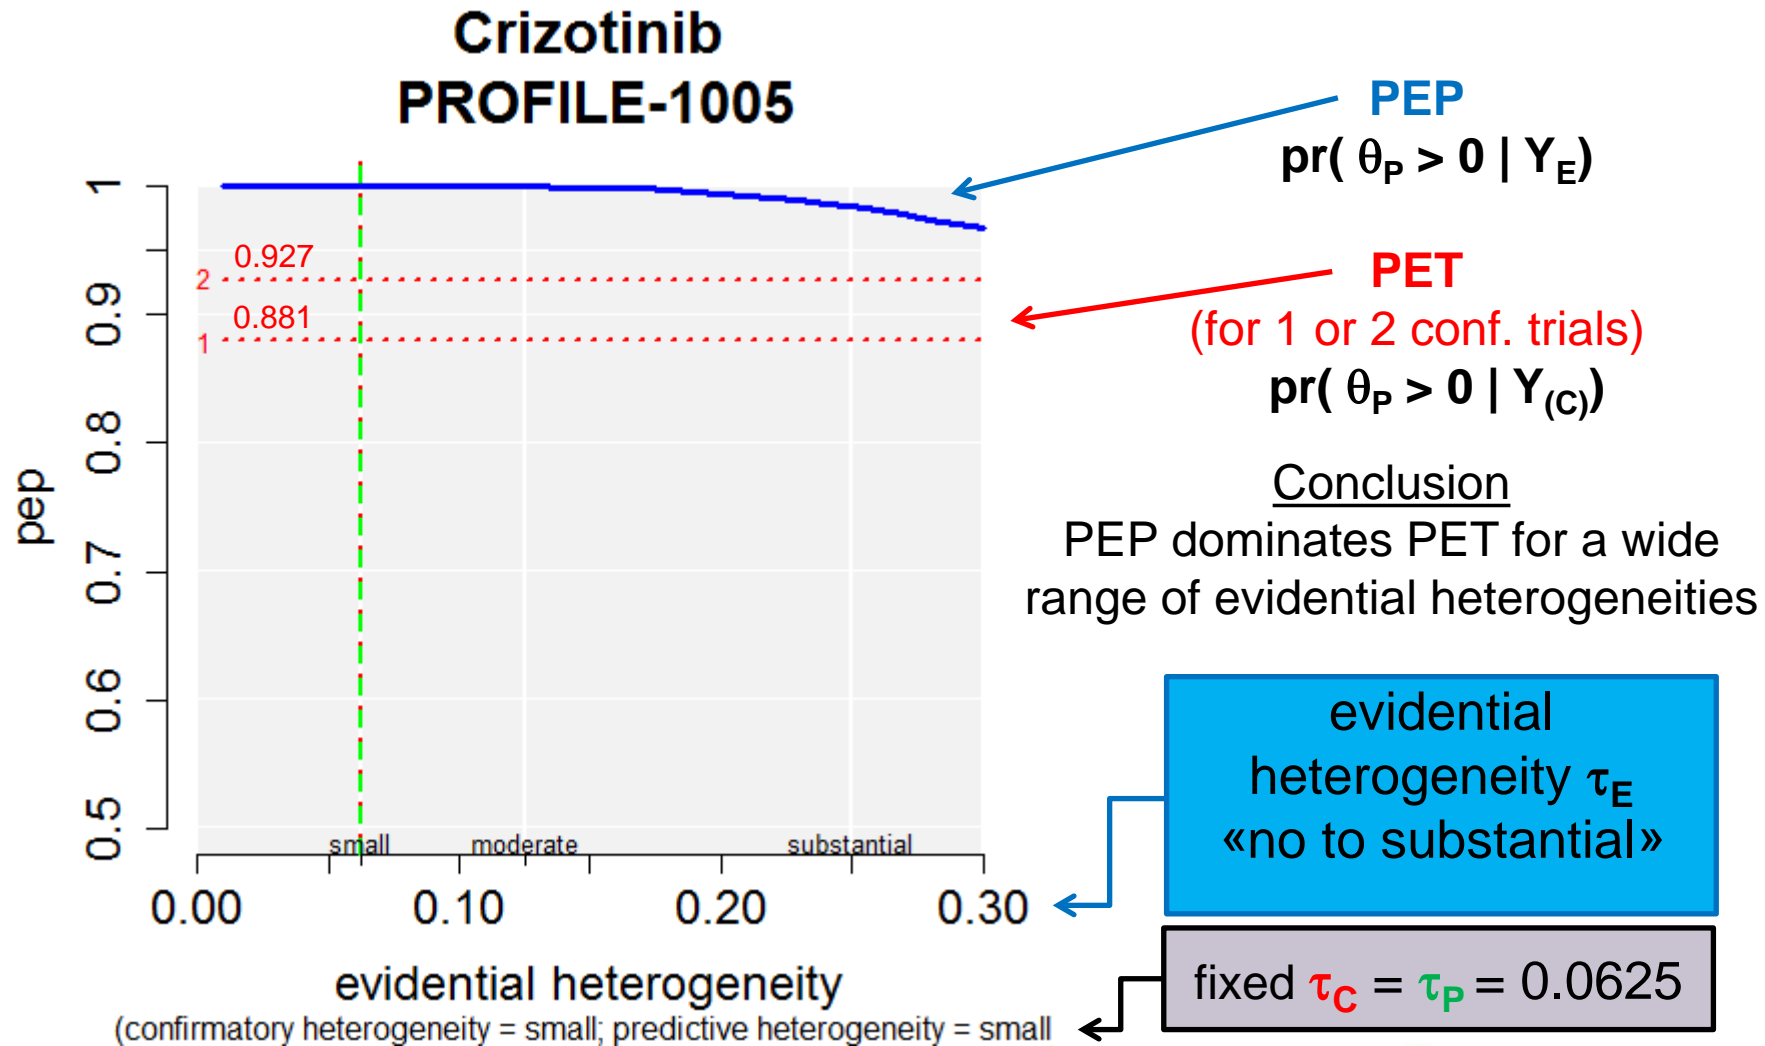 Crizotinib
PROFILE-1005
PEP
pr( θP > 0 | YE)
PET
(for 1 or 2 conf. trials)
pr( θP > 0 | Y(C))
Conclusion
PEP dominates PET for a wide
range of evidential heterogeneities
evidential
heterogeneity τE
«no to substantial»
fixed τC = τP = 0.0625
pep
1
0.9
0.8
0.7
0.6
0.5
0.927
2
0.881
1
small moderate substantial
0.00 0.10 0.20 0.30
evidential heterogeneity
(confirmatory heterogeneity = small; predictive heterogeneity = small